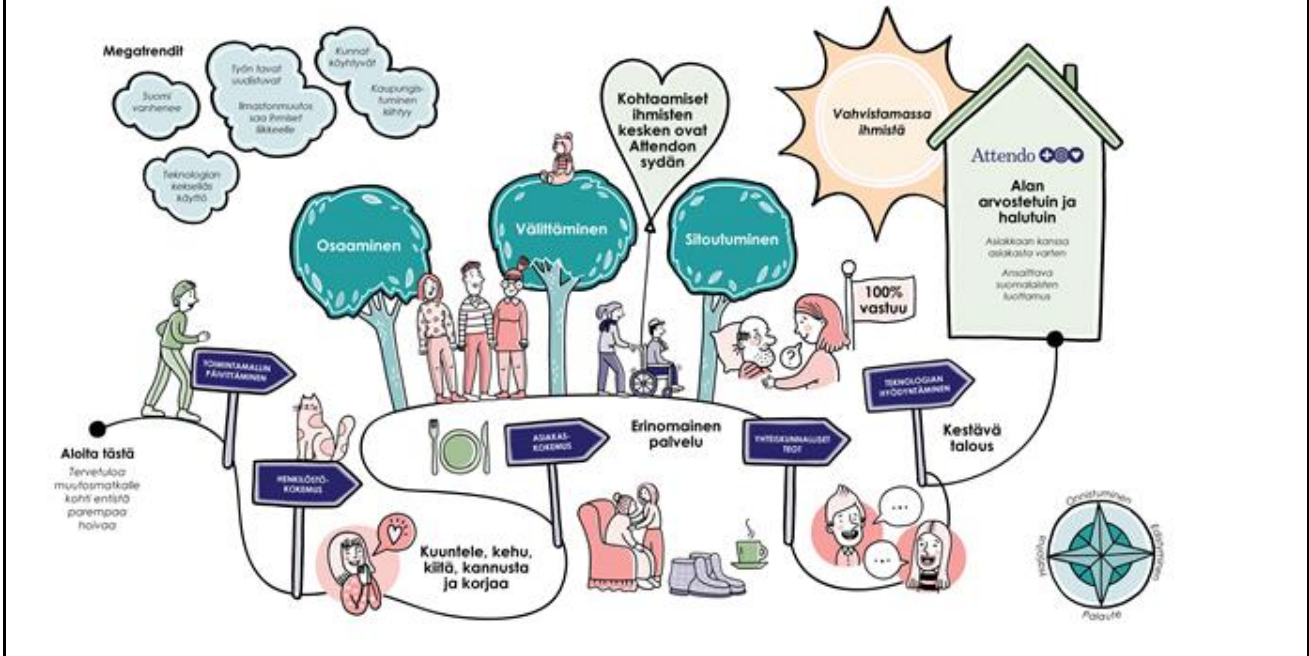 Megatrendit
Suomi
vanhenee
Työn tavat
uudistuvat
Ilmastonmuutos
saa ihmiset
liikkeelle
Kunnat
köyhtyvät
Kaupungis-
tuminen
kiihtyy
Teknologian
kekseliäs
käyttö
Osaaminen
Välittäminen
Sitoutuminen
Kohtaamiset
ihmisten
kesken ovat
Attendon
sydän
Vahvistamassa
ihmistä
Attendo
Alan
arvostetuin ja
halutuin
Asiakkaan kanssa
asiakasta varten
Ansaittava
suomalaisten
luottamus
100%
vastuu
?
TOIMINTAMALLIN
PÄIVITTÄMINEN
Aloita tästä
Tervetuloa
muutosmatkalle
kohti entistä
parempaa
hoivaa
HENKILÖSTÖ-
KOKEMUS
Kuuntele, kehu,
kiitä, kannusta
ja korjaa
ASIAKAS-
KOKEMUS
Erinomainen
palvelu
YHTEISKUNNALLISET
TEOT
TEKNOLOGIAN
HYÖDYNTÄMINEN
Kestävä
talous
...
...
Onnistuminen
Edistyminen
Palaute
Harjoitus